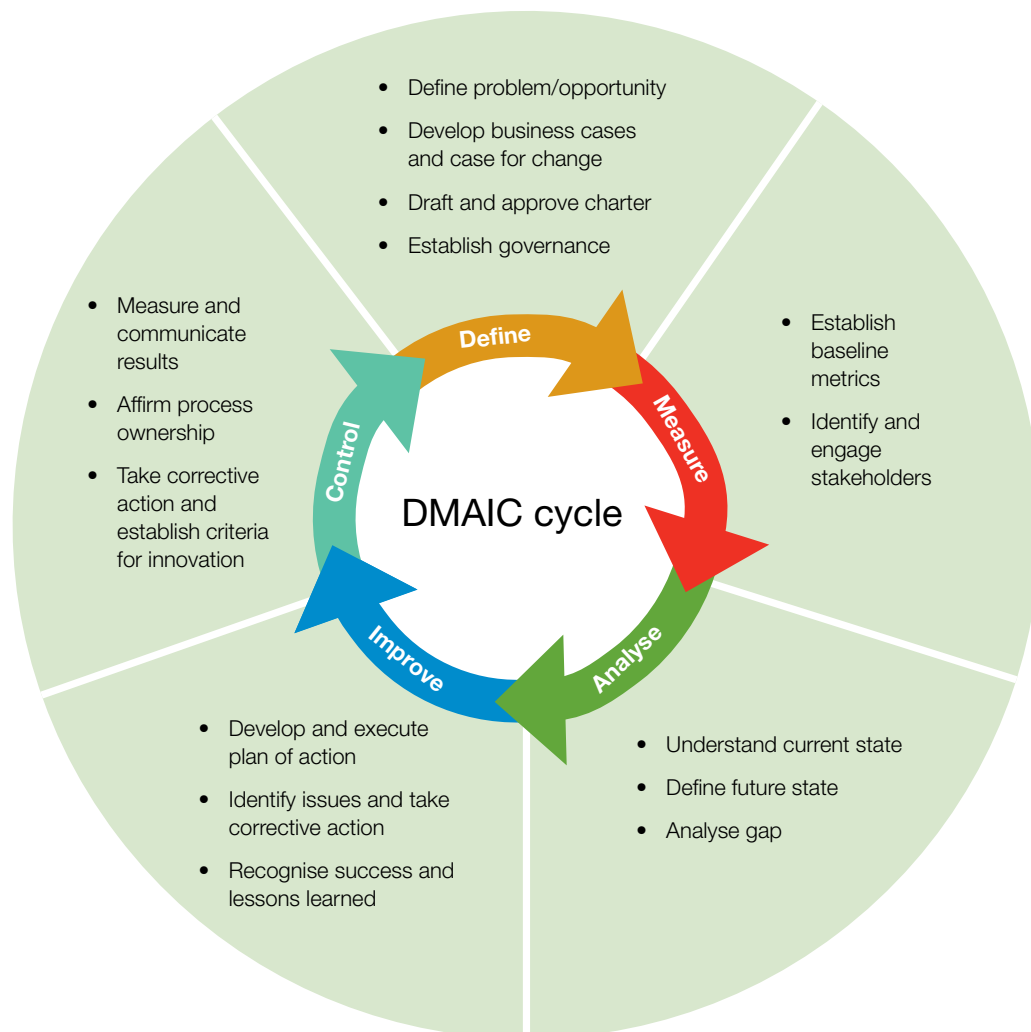 • Define problem/opportunity
• Develop business cases
and case for change
• Draft and approve charter
• Establish governance
Define
• Establish
baseline
metrics
• Identify and
engage
stakeholders
Measure
• Understand current state
• Define future state
• Analyse gap
Analyse
• Develop and execute
plan of action
• Identify issues and take
corrective action
• Recognise success and
lessons learned
Improve
• Measure and
communicate
results
• Affirm process
ownership
• Take corrective
action and
establish criteria
for innovation
Control
DMAIC cycle